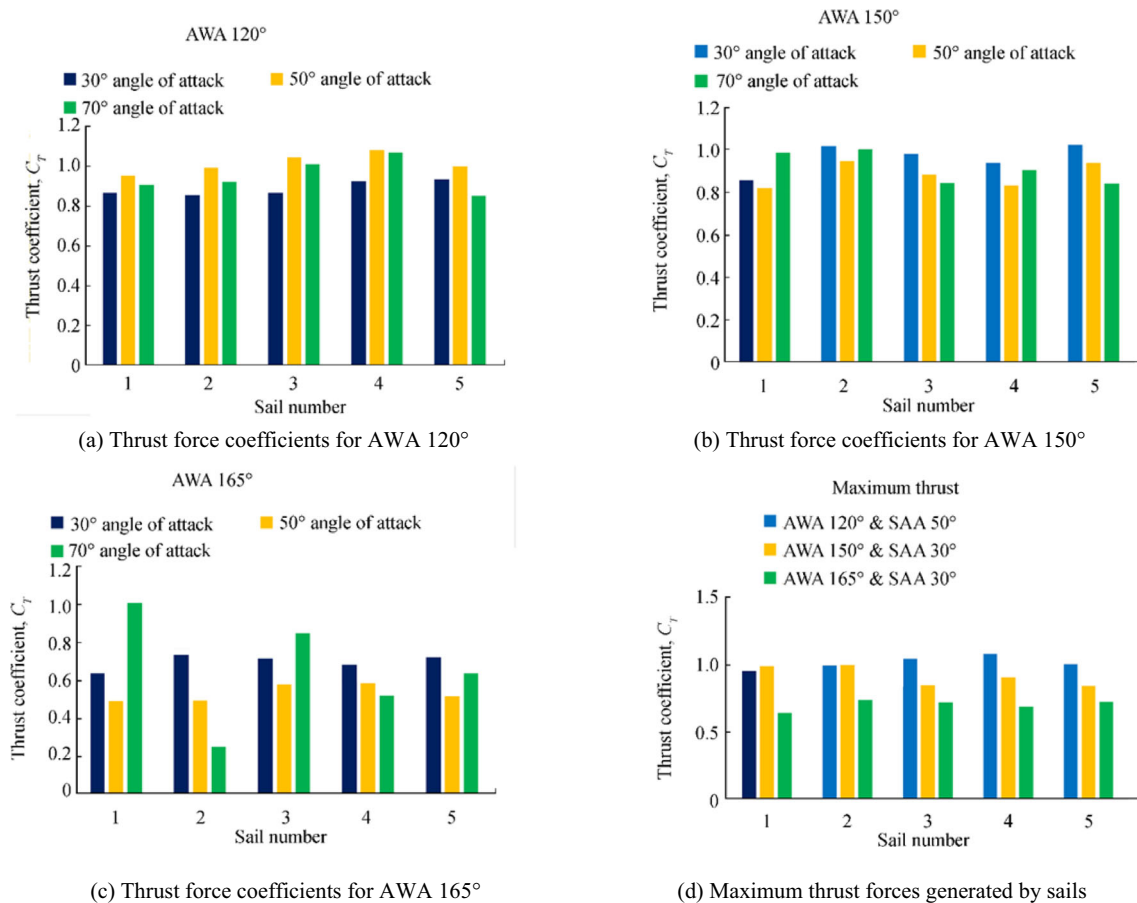 AWA 120°
30° angle of attack
50° angle of attack
70° angle of attack
Thrust coefficient, C_T
1.2
1.0
0.8
0.6
0.4
0.2
0
1 2 3 4 5
Sail number
(a) Thrust force coefficients for AWA 120°
AWA 150°
30° angle of attack
50° angle of attack
70° angle of attack
Thrust coefficient, C_T
1.2
1.0
0.8
0.6
0.4
0.2
0
1 2 3 4 5
Sail number
(b) Thrust force coefficients for AWA 150°
AWA 165°
30° angle of attack
50° angle of attack
70° angle of attack
Thrust coefficient, C_T
1.2
1.0
0.8
0.6
0.4
0.2
0
1 2 3 4 5
Sail number
(c) Thrust force coefficients for AWA 165°
Maximum thrust
AWA 120° & SAA 50°
AWA 150° & SAA 30°
AWA 165° & SAA 30°
Thrust coefficient, C_T
1.5
1.0
0.5
0
1 2 3 4 5
Sail number
(d) Maximum thrust forces generated by sails